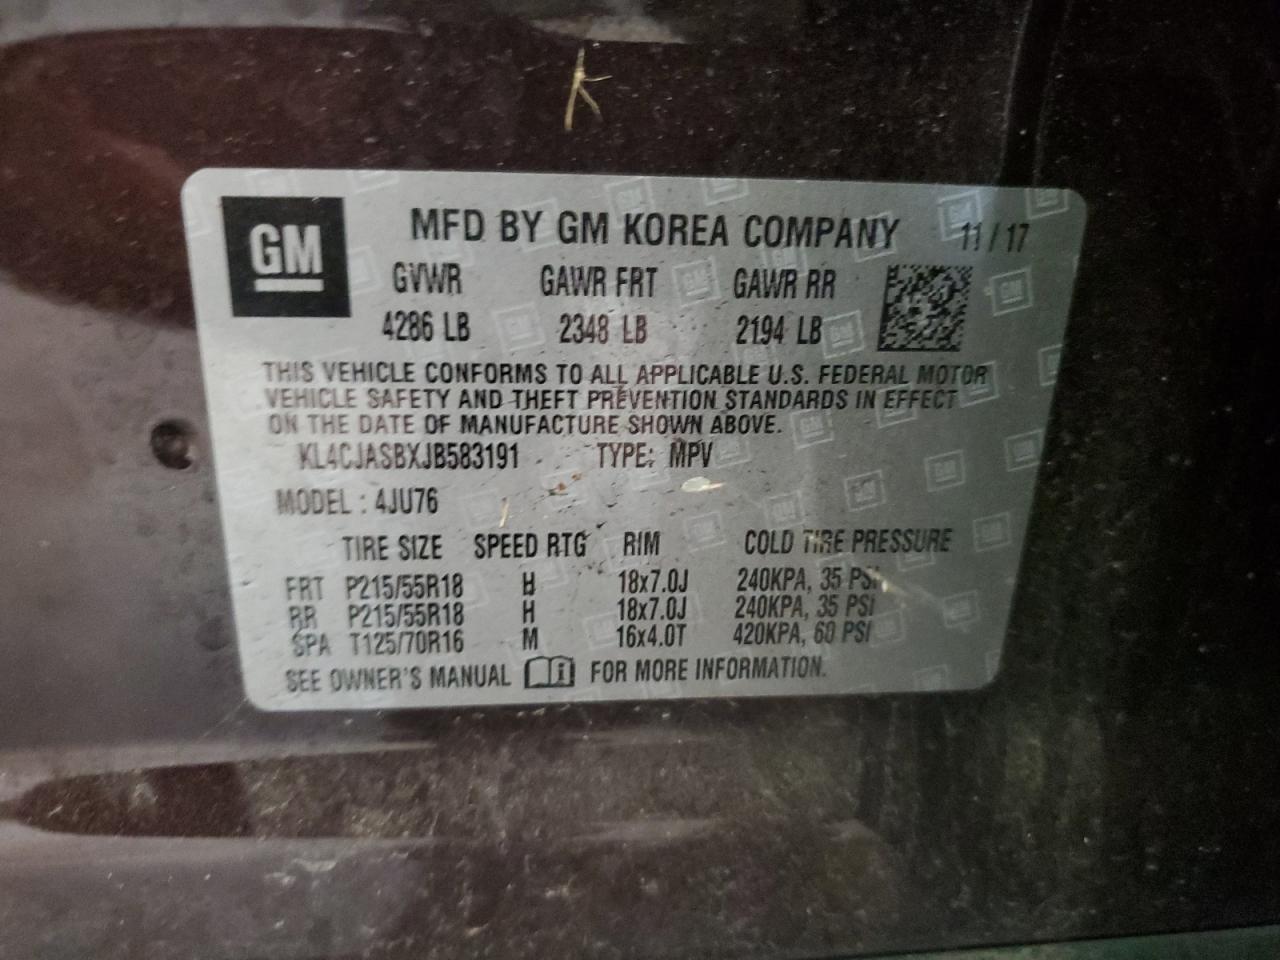 GM
MFD BY GM KOREA COMPANY 11 / 17
GVWR GAWR FRT GAWR RR
4286 LB 2348 LB 2194 LB
THIS VEHICLE CONFORMS TO ALL APPLICABLE U.S. FEDERAL MOTOR
VEHICLE SAFETY AND THEFT PREVENTION STANDARDS IN EFFECT
ON THE DATE OF MANUFACTURE SHOWN ABOVE.
KL4CJASBXJB583191 TYPE: MPV
MODEL : 4JU76
TIRE SIZE SPEED RTG RIM COLD TIRE PRESSURE
FRT P215/55R18 H 18x7.0J 240KPA, 35 PSI
RR P215/55R18 H 18x7.0J 240KPA, 35 PSI
SPA T125/70R16 M 16x4.0T 420KPA, 60 PSI
SEE OWNER'S MANUAL FOR MORE INFORMATION.